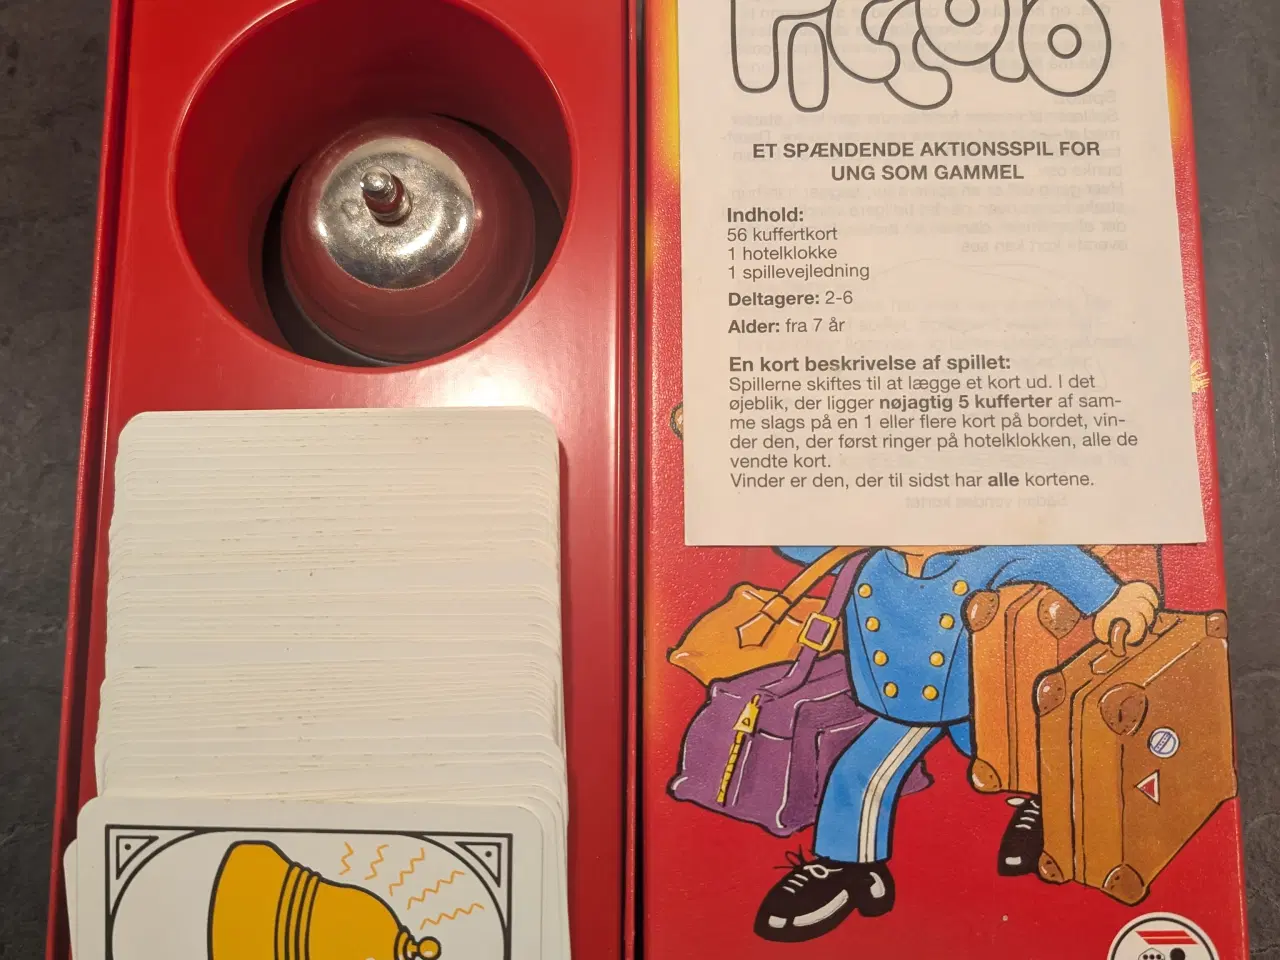 Piccolo
ET SPÆNDENDE AKTIONSSPIL FOR
UNG SOM GAMMEL
Indhold:
56 kuffertkort
1 hotelklokke
1 spillevejledning
Deltagere: 2-6
Alder: fra 7 år
En kort beskrivelse af spillet:
Spillerne skiftes til at lægge et kort ud. I det
øjeblik, der ligger nøjagtig 5 kufferter af sam-
me slags på en 1 eller flere kort på bordet, vin-
der den, der først ringer på hotelklokken, alle de
vendte kort.
Vinder er den, der til sidst har alle kortene.